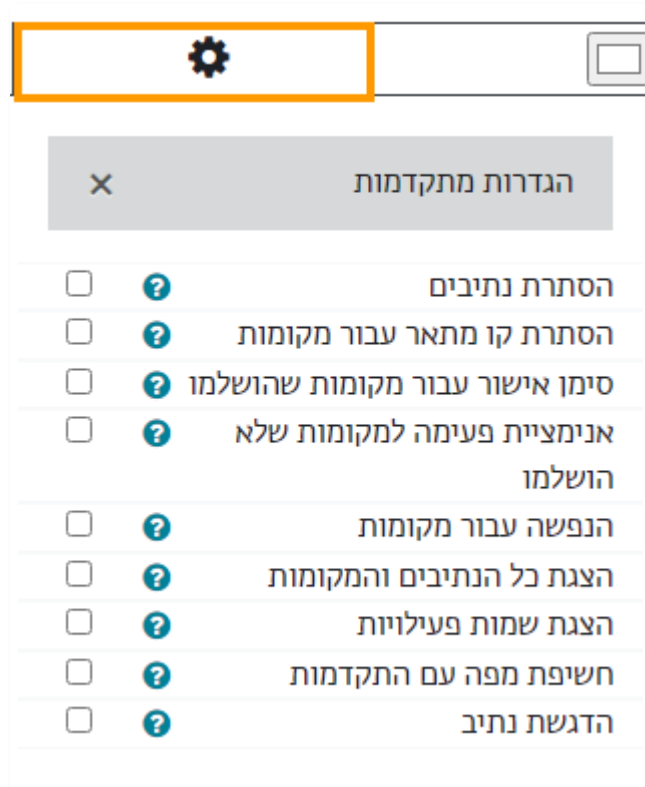 הגדרות מתקדמות ×
הסתרת נתיבים
הסתרת קו מתאר עבור מקומות
סימן אישור עבור מקומות שהושלמו
אנימציית פעימה למקומות שלא
הושלמו
הנפשה עבור מקומות
הצגת כל הנתיבים והמקומות
הצגת שמות פעילויות
חשיפת מפה עם התקדמות
הדגשת נתיב